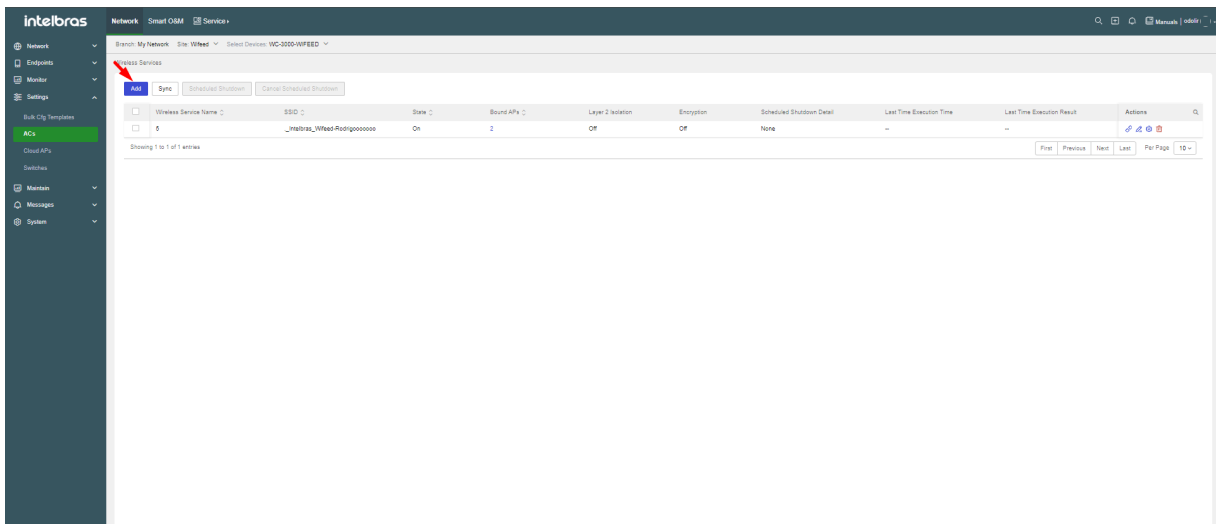 intelbras
Network Smart O&M Service
Manuals
Network
Endpoints
Monitor
Settings
Bulk Cfg Templates
ACs
Cloud APs
Switches
Maintain
Messages
System
Branch: My Network Site: Wifeed Select Devices: WC-3000-WIFEED
Wireless Services
Add Sync Scheduled Shutdown Cancel Scheduled Shutdown
Wireless Service Name SSID State Bound APs Layer 2 Isolation Encryption Scheduled Shutdown Detail Last Time Execution Time Last Time Execution Result Actions
On 2 Off Off None -- --
Showing 1 to 1 of 1 entries
First Previous Next Last Per Page 10